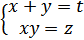 x + y = t
xy = z